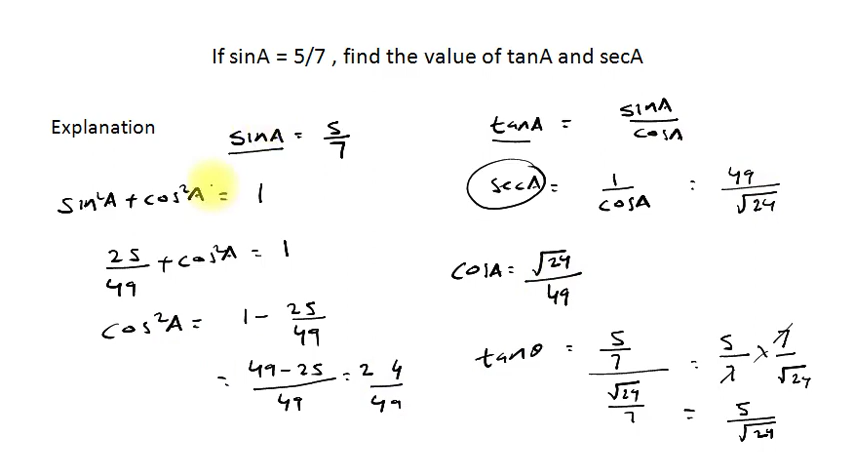 If sinA = 5/7 , find the value of tanA and secA
Explanation
sinA = 5/7
sin²A + cos²A = 1
25/49 + cos²A = 1
cos²A = 1 - 25/49
= 49-25/49 = 24/49
tanA = sinA/cosA
secA = 1/cosA = 49/√24
cosA = √24/49
tanθ = 5/7 / √24/7 = 5/7 × 7/√24
= 5/√24